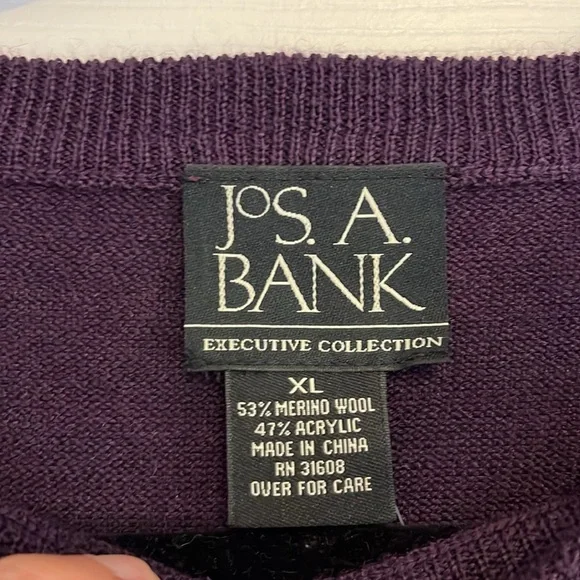 JOS. A.
BANK
EXECUTIVE COLLECTION
XL
53% MERINO WOOL
47% ACRYLIC
MADE IN CHINA
RN 31608
OVER FOR CARE